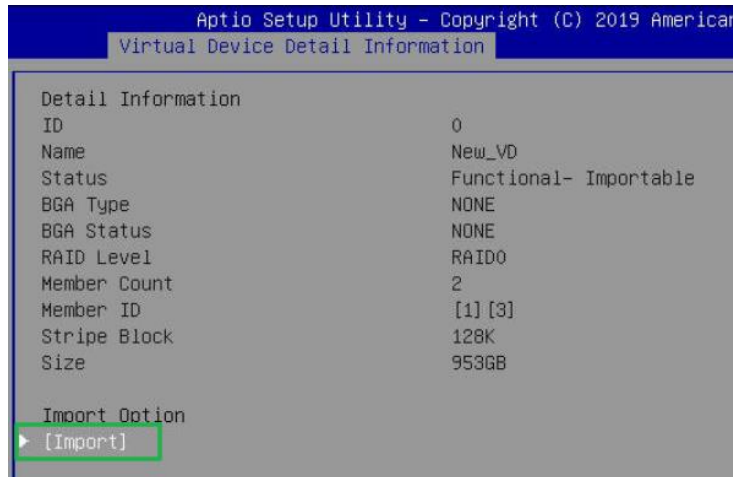 Aptio Setup Utility – Copyright (C) 2019 American
Virtual Device Detail Information
Detail Information
ID 0
Name New_VD
Status Functional- Importable
BGA Type NONE
BGA Status NONE
RAID Level RAID0
Member Count 2
Member ID [1][3]
Stripe Block 128K
Size 953GB
Import Option
[Import]